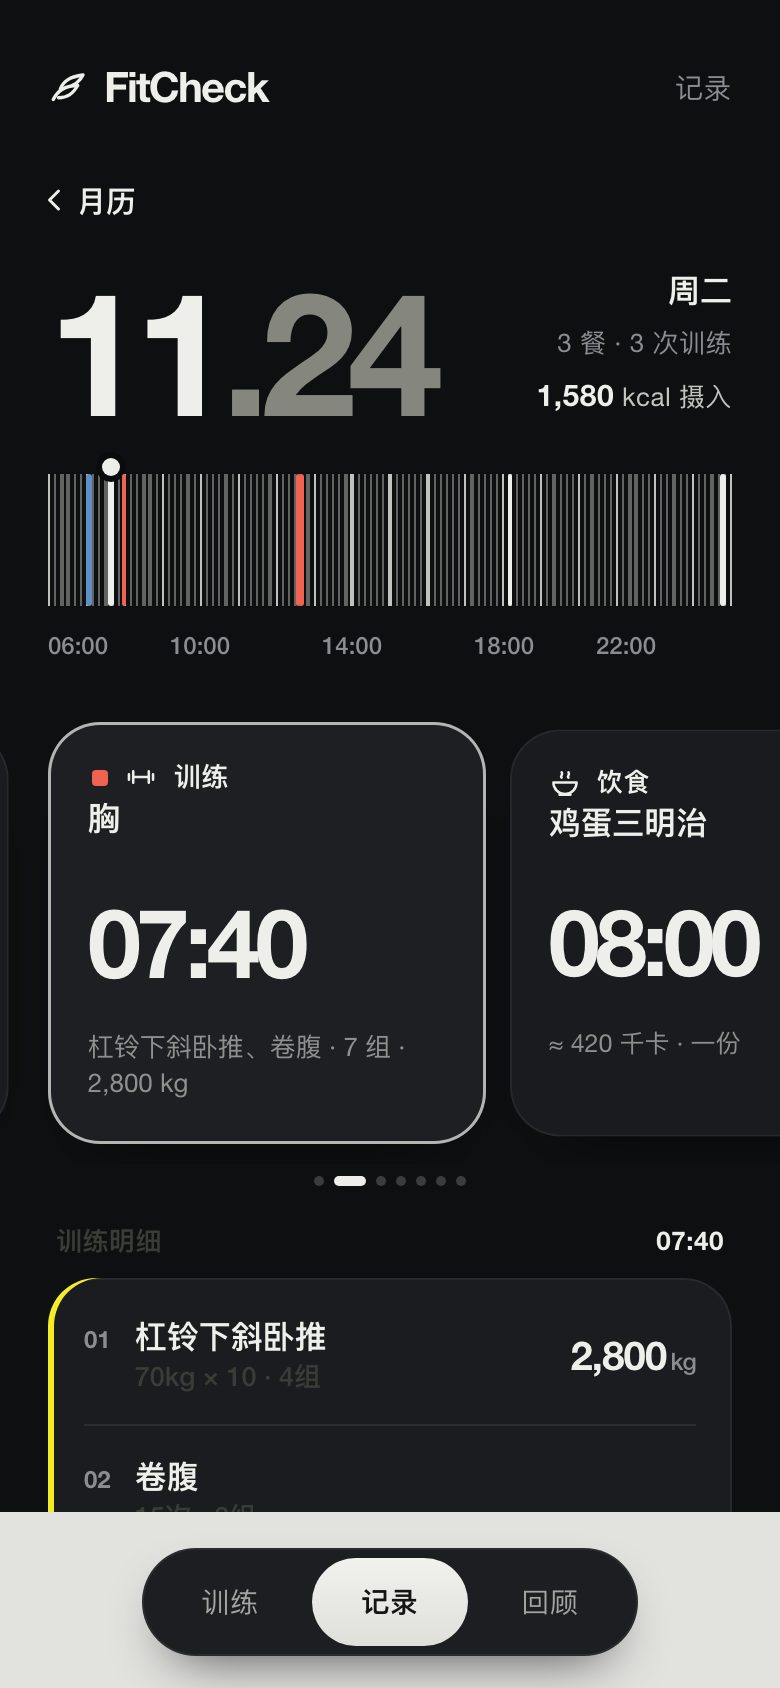 FitCheck
记录
月历
11.24
周二
3 餐 · 3 次训练
1,580 kcal 摄入
06:00 10:00 14:00 18:00 22:00
训练
胸
07:40
杠铃下斜卧推、卷腹 · 7 组 ·
2,800 kg
饮食
鸡蛋三明治
08:00
≈ 420 千卡 · 一份
训练明细
07:40
01 杠铃下斜卧推
70kg × 10 · 4组
2,800 kg
02 卷腹
训练
记录
回顾